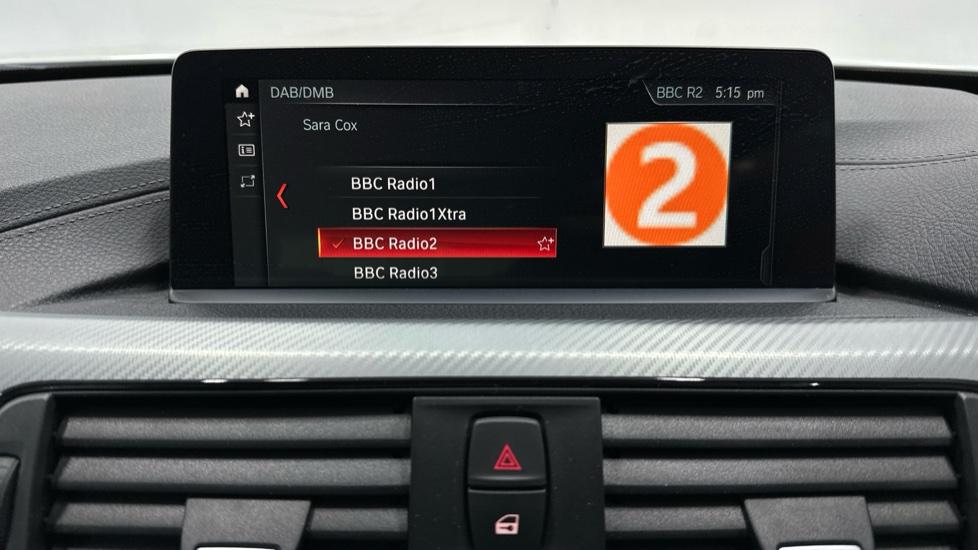 DAB/DMB
BBC R2 5:15 pm
Sara Cox
BBC Radio1
BBC Radio1Xtra
BBC Radio2
BBC Radio3
2